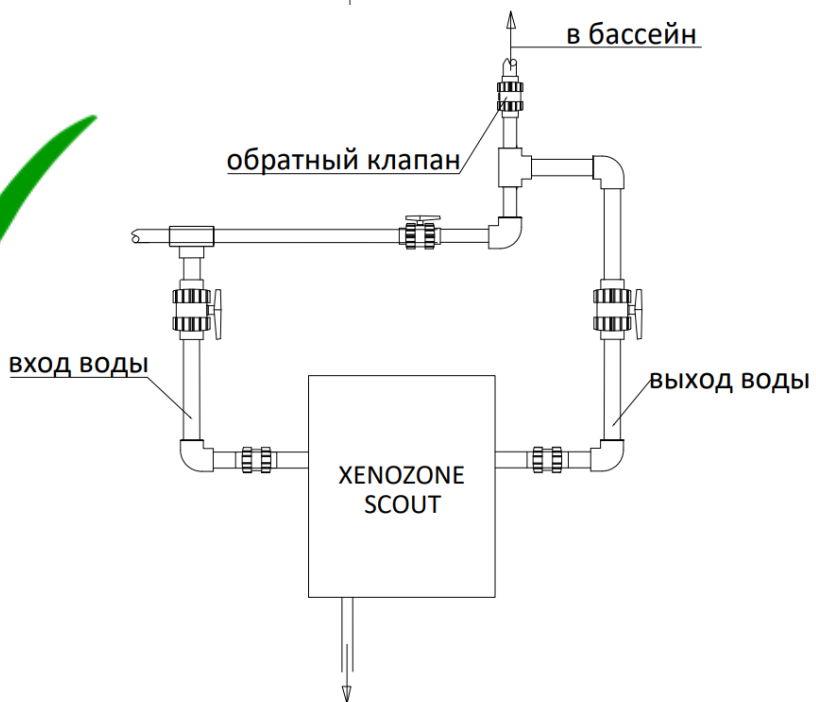 в бассейн
обратный клапан
вход воды
выход воды
XENOZONE
SCOUT